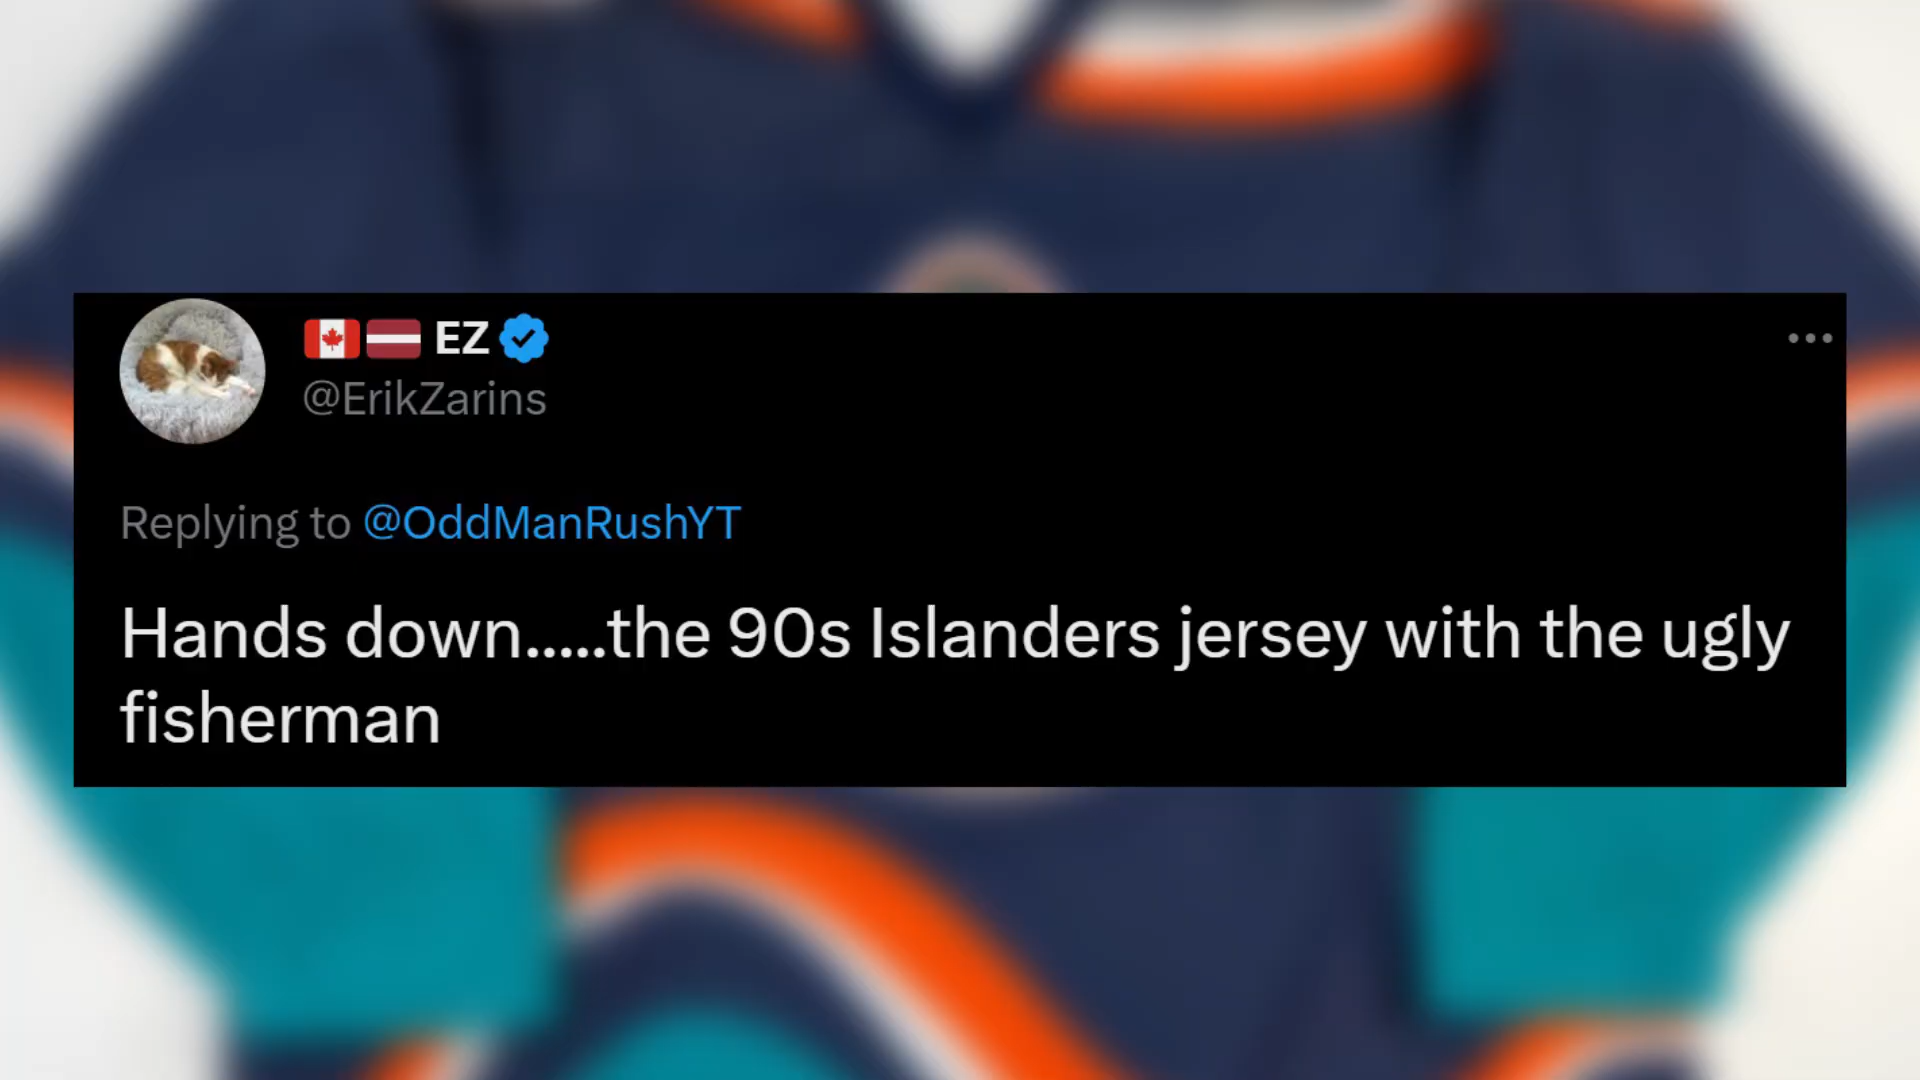 🇨🇦🇱🇻 EZ
@ErikZarins
Replying to @OddManRushYT
Hands down.....the 90s Islanders jersey with the ugly
fisherman